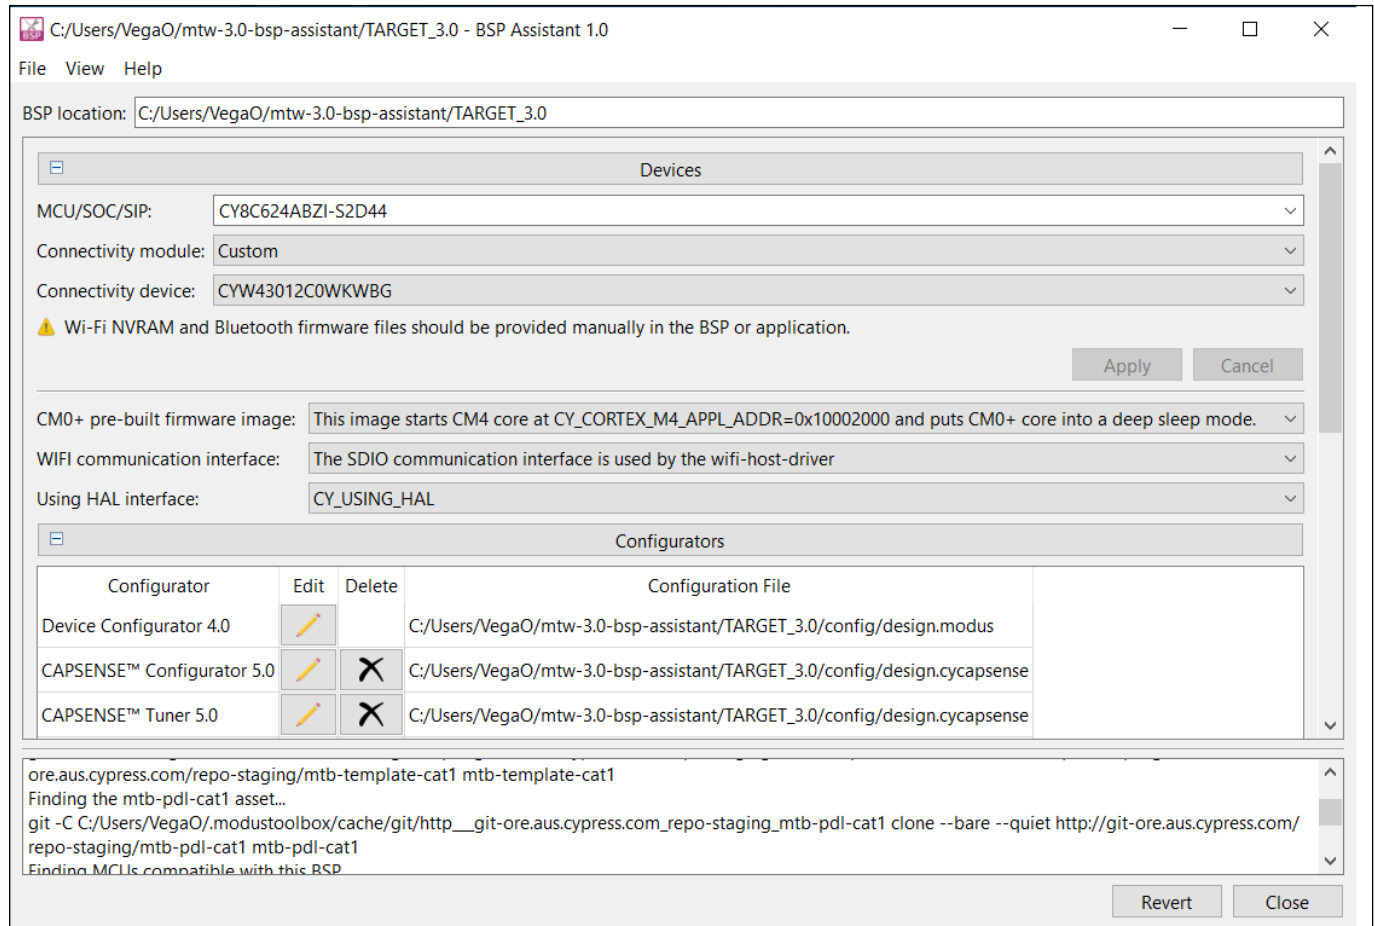 BSP C:/Users/VegaO/mtw-3.0-bsp-assistant/TARGET_3.0 - BSP Assistant 1.0
File View Help
BSP location: C:/Users/VegaO/mtw-3.0-bsp-assistant/TARGET_3.0
Devices
MCU/SOC/SIP: CY8C624ABZI-S2D44
Connectivity module: Custom
Connectivity device: CYW43012C0WKWBG
Wi-Fi NVRAM and Bluetooth firmware files should be provided manually in the BSP or application.
Apply Cancel
CM0+ pre-built firmware image: This image starts CM4 core at CY_CORTEX_M4_APPL_ADDR=0x10002000 and puts CM0+ core into a deep sleep mode.
WIFI communication interface: The SDIO communication interface is used by the wifi-host-driver
Using HAL interface: CY_USING_HAL
Configurators
Configurator Edit Delete Configuration File
Device Configurator 4.0 C:/Users/VegaO/mtw-3.0-bsp-assistant/TARGET_3.0/config/design.modus
CAPSENSE™ Configurator 5.0 C:/Users/VegaO/mtw-3.0-bsp-assistant/TARGET_3.0/config/design.cycapsense
CAPSENSE™ Tuner 5.0 C:/Users/VegaO/mtw-3.0-bsp-assistant/TARGET_3.0/config/design.cycapsense
ore.aus.cypress.com/repo-staging/mtb-template-cat1 mtb-template-cat1
Finding the mtb-pdl-cat1 asset...
git -C C:/Users/VegaO/.modustoolbox/cache/git/http__git-ore.aus.cypress.com_repo-staging_mtb-pdl-cat1 clone --bare --quiet http://git-ore.aus.cypress.com/
repo-staging/mtb-pdl-cat1 mtb-pdl-cat1
Finding MCUs compatible with this BSP
Revert Close